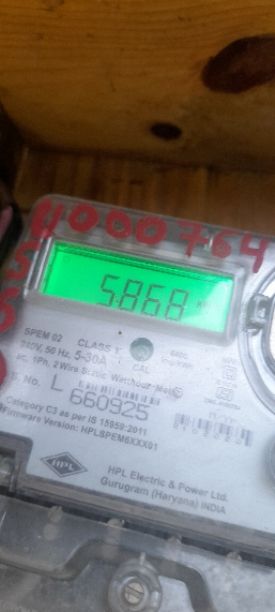 4000764
5868
SPEM 02 CLASS 1
240V, 50 Hz, 5-30A
CAL
AC, 1Ph, 2 Wire Static Watthour Meter
S. No. L 660925
Category C3 as per IS 15959:2011
Firmware Version: HPLSPEM6XXX01
HPL
HPL Electric & Power Ltd.
Gurugram (Haryana) INDIA